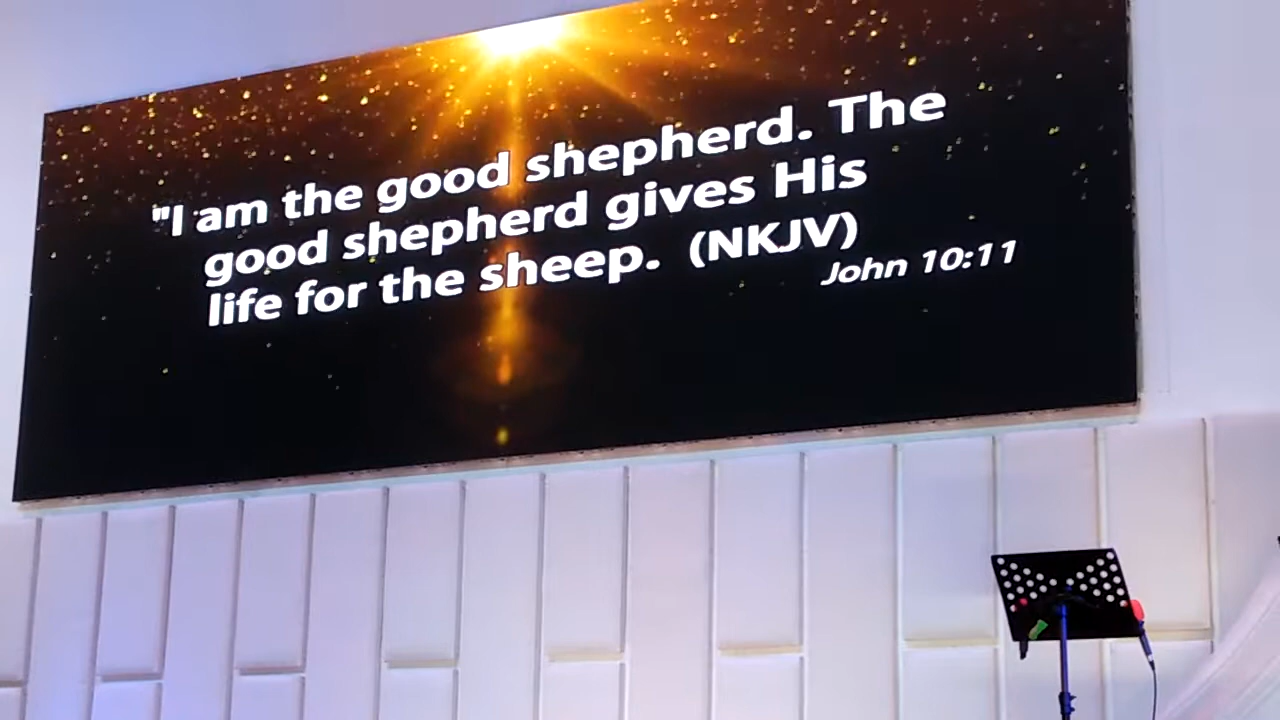 "I am the good shepherd. The
good shepherd gives His
life for the sheep. (NKJV)
John 10:11